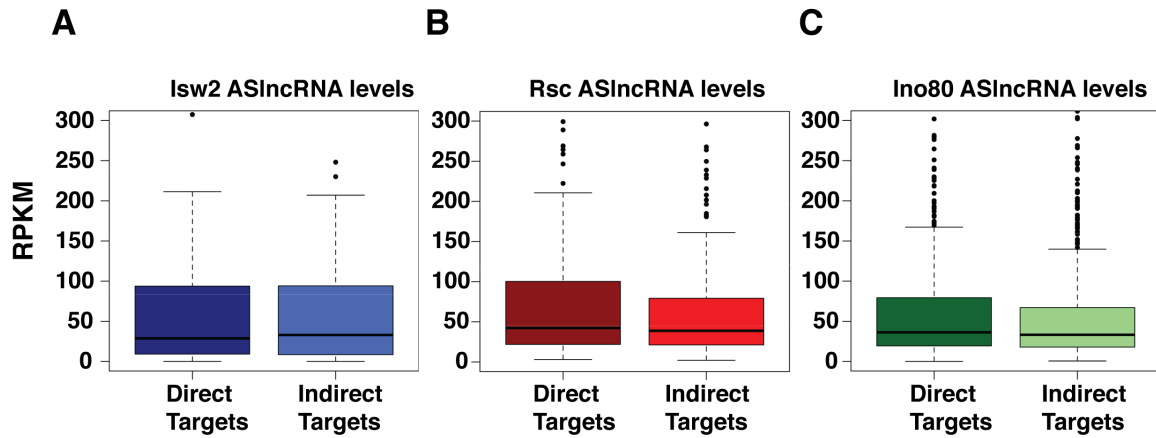 A
B
C
Isw2 ASlncRNA levels
Rsc ASlncRNA levels
Ino80 ASlncRNA levels
RPKM
300
250
200
150
100
50
0
300
250
200
150
100
50
0
300
250
200
150
100
50
0
Direct
Targets
Indirect
Targets
Direct
Targets
Indirect
Targets
Direct
Targets
Indirect
Targets